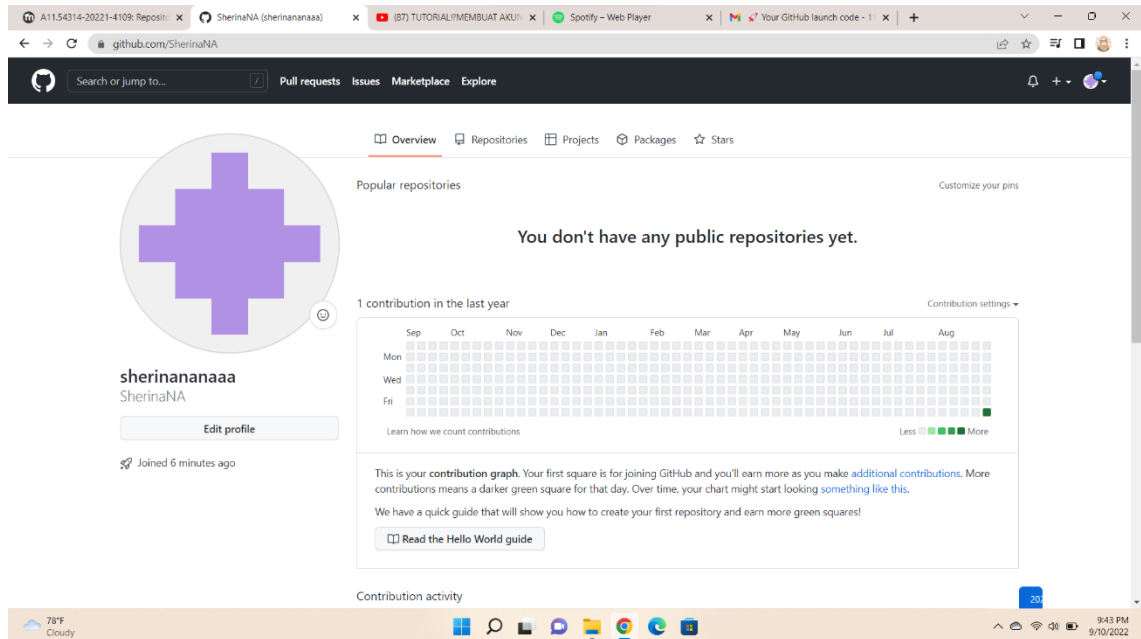 A11.54314-20221-4109: Reposito
SherinaNA (sherinananaaa)
(87) TUTORIAL!!MEMBUAT AKUN
Spotify – Web Player
Your GitHub launch code - 11
github.com/SherinaNA
Search or jump to...
/
Pull requests Issues Marketplace Explore
Overview Repositories Projects Packages Stars
Popular repositories
Customize your pins
You don't have any public repositories yet.
1 contribution in the last year
Contribution settings
Sep Oct Nov Dec Jan Feb Mar Apr May Jun Jul Aug
Mon
Wed
Fri
Learn how we count contributions
Less More
sherinananaaa
SherinaNA
Edit profile
Joined 6 minutes ago
This is your contribution graph. Your first square is for joining GitHub and you'll earn more as you make additional contributions. More
contributions means a darker green square for that day. Over time, your chart might start looking something like this.
We have a quick guide that will show you how to create your first repository and earn more green squares!
Read the Hello World guide
Contribution activity
202
78°F
Cloudy
9:43 PM
9/10/2022